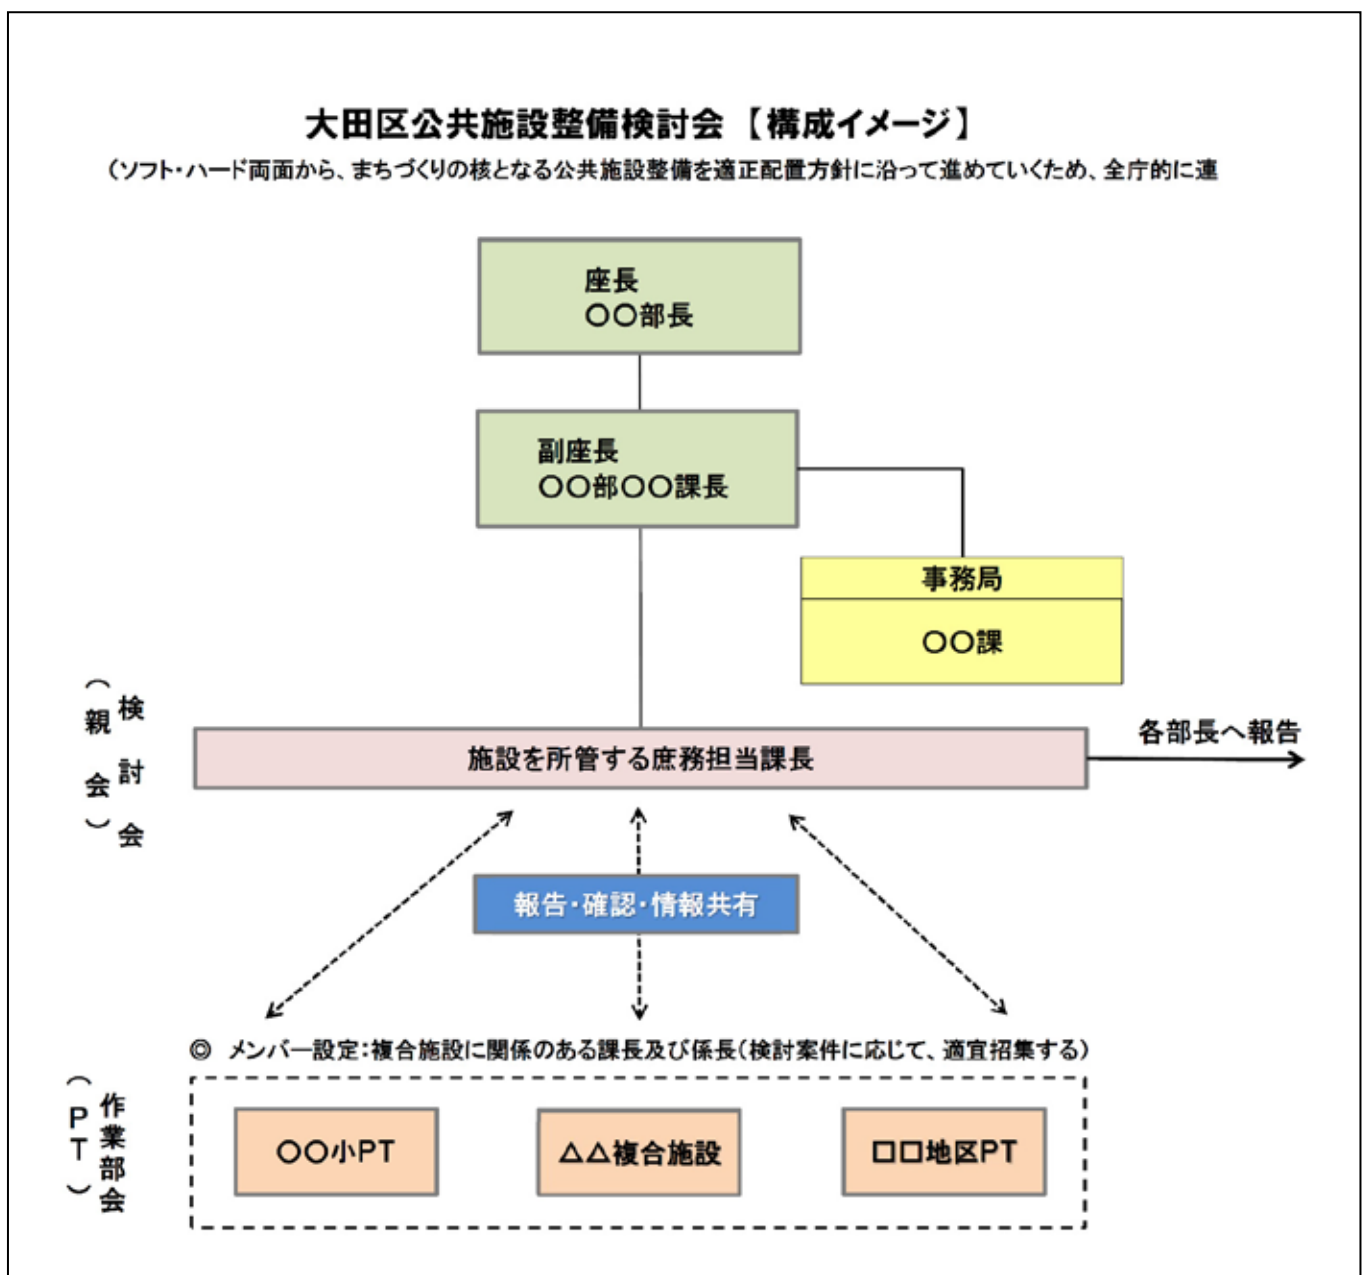 大田区公共施設整備検討会 【構成イメージ】
（ソフト・ハード両面から、まちづくりの核となる公共施設整備を適正配置方針に沿って進めていくため、全庁的に連
座長
〇〇部長
副座長
〇〇部〇〇課長
事務局
〇〇課
検討会
（親会）
施設を所管する庶務担当課長
各部長へ報告
報告・確認・情報共有
◎ メンバー設定：複合施設に関係のある課長及び係長（検討案件に応じて、適宜招集する）
作業部会
（PT）
〇〇小PT
△△複合施設
□□地区PT